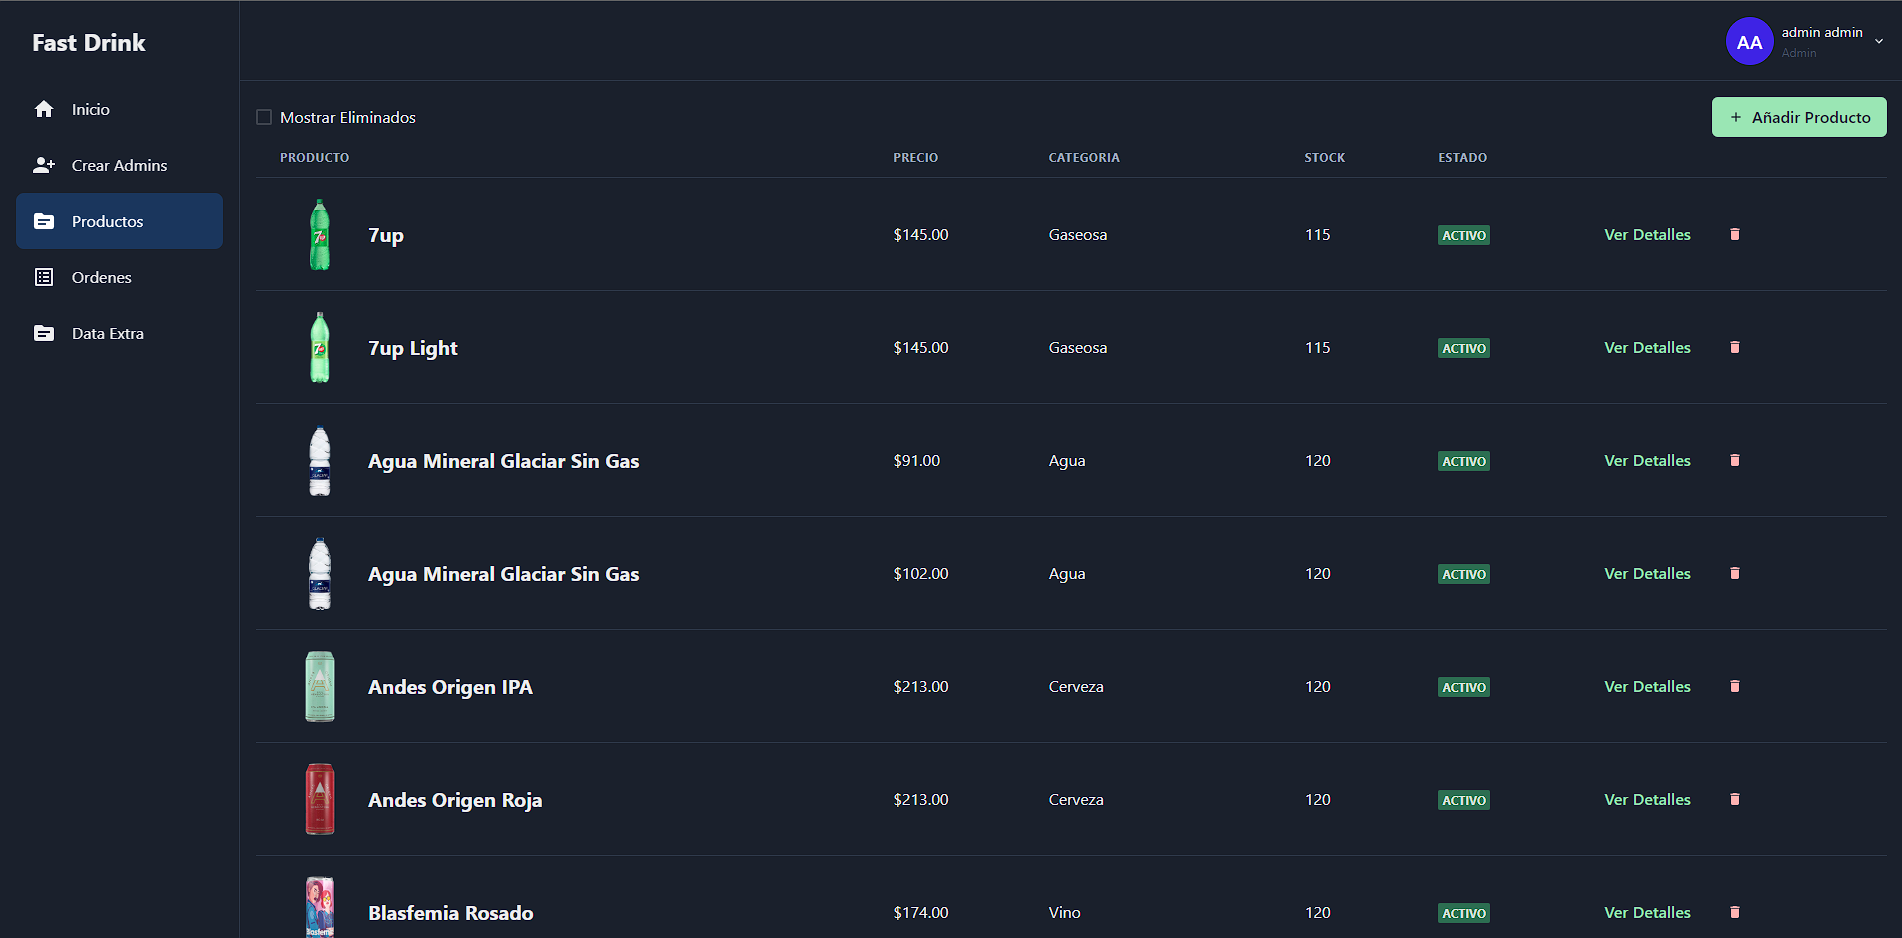 Fast Drink
AA
admin admin
Admin
Inicio
Crear Admins
Productos
Ordenes
Data Extra
Mostrar Eliminados
+ Añadir Producto
PRODUCTO PRECIO CATEGORIA STOCK ESTADO
7up $145.00 Gaseosa 115 ACTIVO Ver Detalles
7up Light $145.00 Gaseosa 115 ACTIVO Ver Detalles
Agua Mineral Glaciar Sin Gas $91.00 Agua 120 ACTIVO Ver Detalles
Agua Mineral Glaciar Sin Gas $102.00 Agua 120 ACTIVO Ver Detalles
Andes Origen IPA $213.00 Cerveza 120 ACTIVO Ver Detalles
Andes Origen Roja $213.00 Cerveza 120 ACTIVO Ver Detalles
Blasfemia Rosado $174.00 Vino 120 ACTIVO Ver Detalles